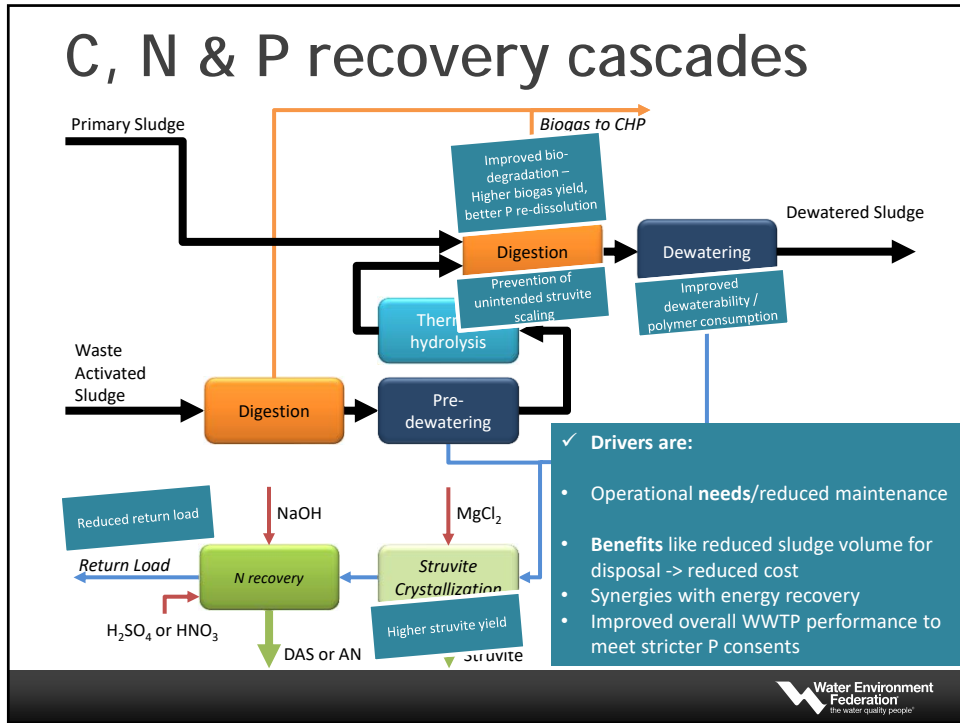 C, N & P recovery cascades
Primary Sludge
Biogas to CHP
Improved bio-
degradation –
Higher biogas yield,
better P re-dissolution
Dewatered Sludge
Digestion
Dewatering
Prevention of
unintended struvite
scaling
Improved
dewaterability /
polymer consumption
hydrolysis
Waste
Activated
Sludge
Digestion
Pre-
dewatering
✓ Drivers are:
• Operational needs/reduced maintenance
• Benefits like reduced sludge volume for
disposal -> reduced cost
• Synergies with energy recovery
• Improved overall WWTP performance to
meet stricter P consents
Reduced return load
NaOH
MgCl2
Return Load
N recovery
Struvite
Crystallization
Higher struvite yield
H2SO4 or HNO3
DAS or AN
Struvite
Water Environment
Federation
the water quality people®